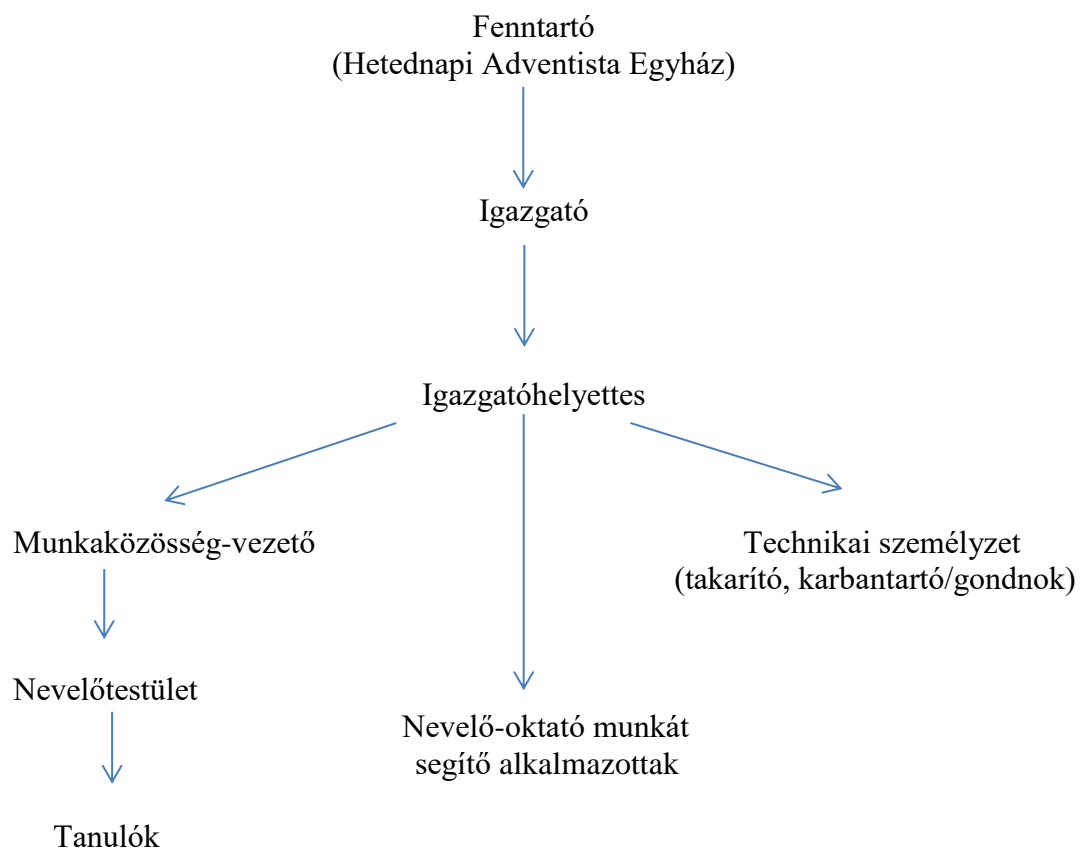 Fenntartó
(Hetednapi Adventista Egyház)
Igazgató
Igazgatóhelyettes
Munkaközösség-vezető
Technikai személyzet
(takarító, karbantartó/gondnok)
Nevelőtestület
Nevelő-oktató munkát
segítő alkalmazottak
Tanulók